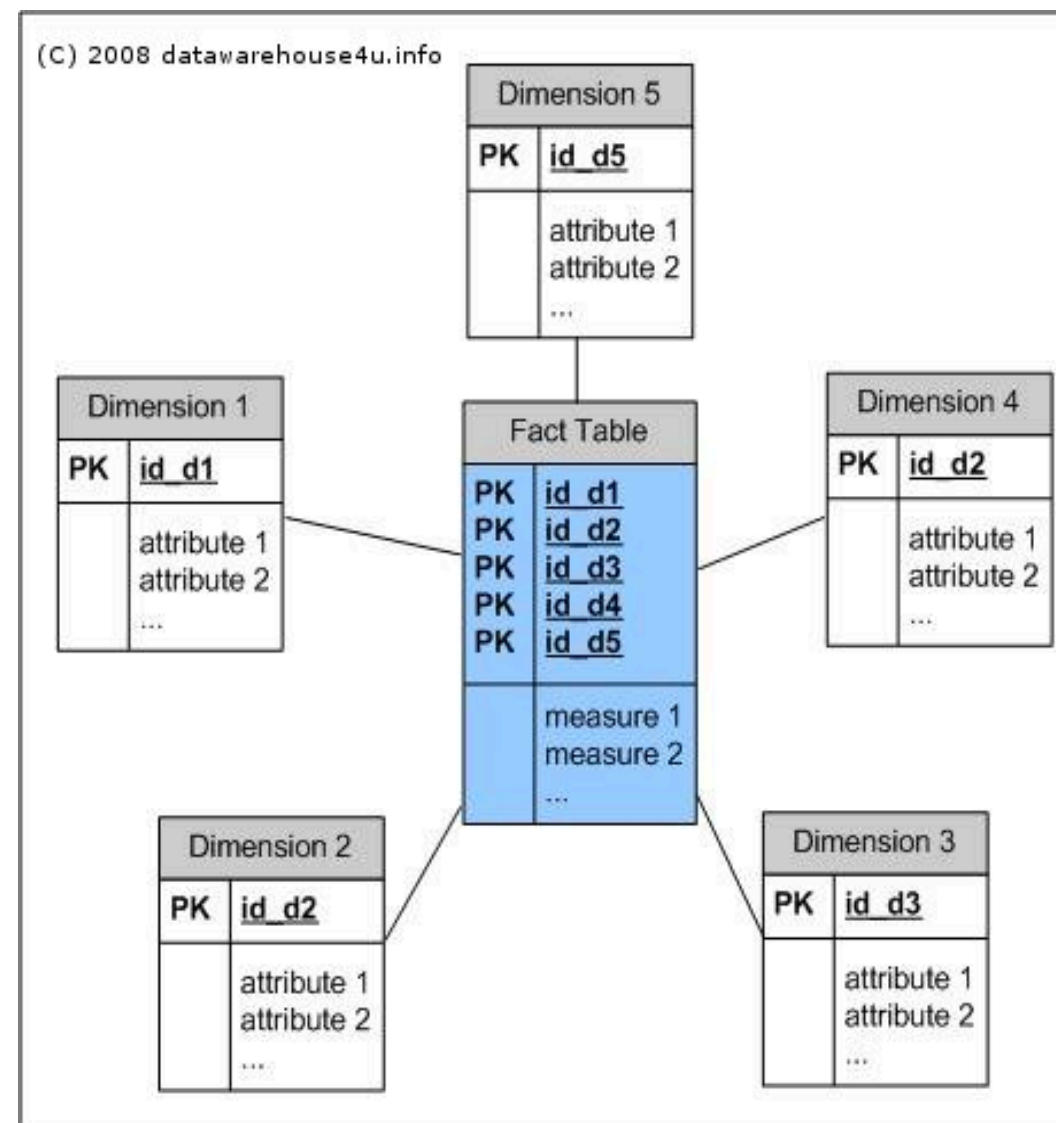 (C) 2008 datawarehouse4u.info
Dimension 5
PK id_d5
attribute 1
attribute 2
...
Dimension 1
PK id_d1
attribute 1
attribute 2
...
Fact Table
PK id_d1
PK id_d2
PK id_d3
PK id_d4
PK id_d5
measure 1
measure 2
...
Dimension 4
PK id_d2
attribute 1
attribute 2
...
Dimension 2
PK id_d2
attribute 1
attribute 2
...
Dimension 3
PK id_d3
attribute 1
attribute 2
...